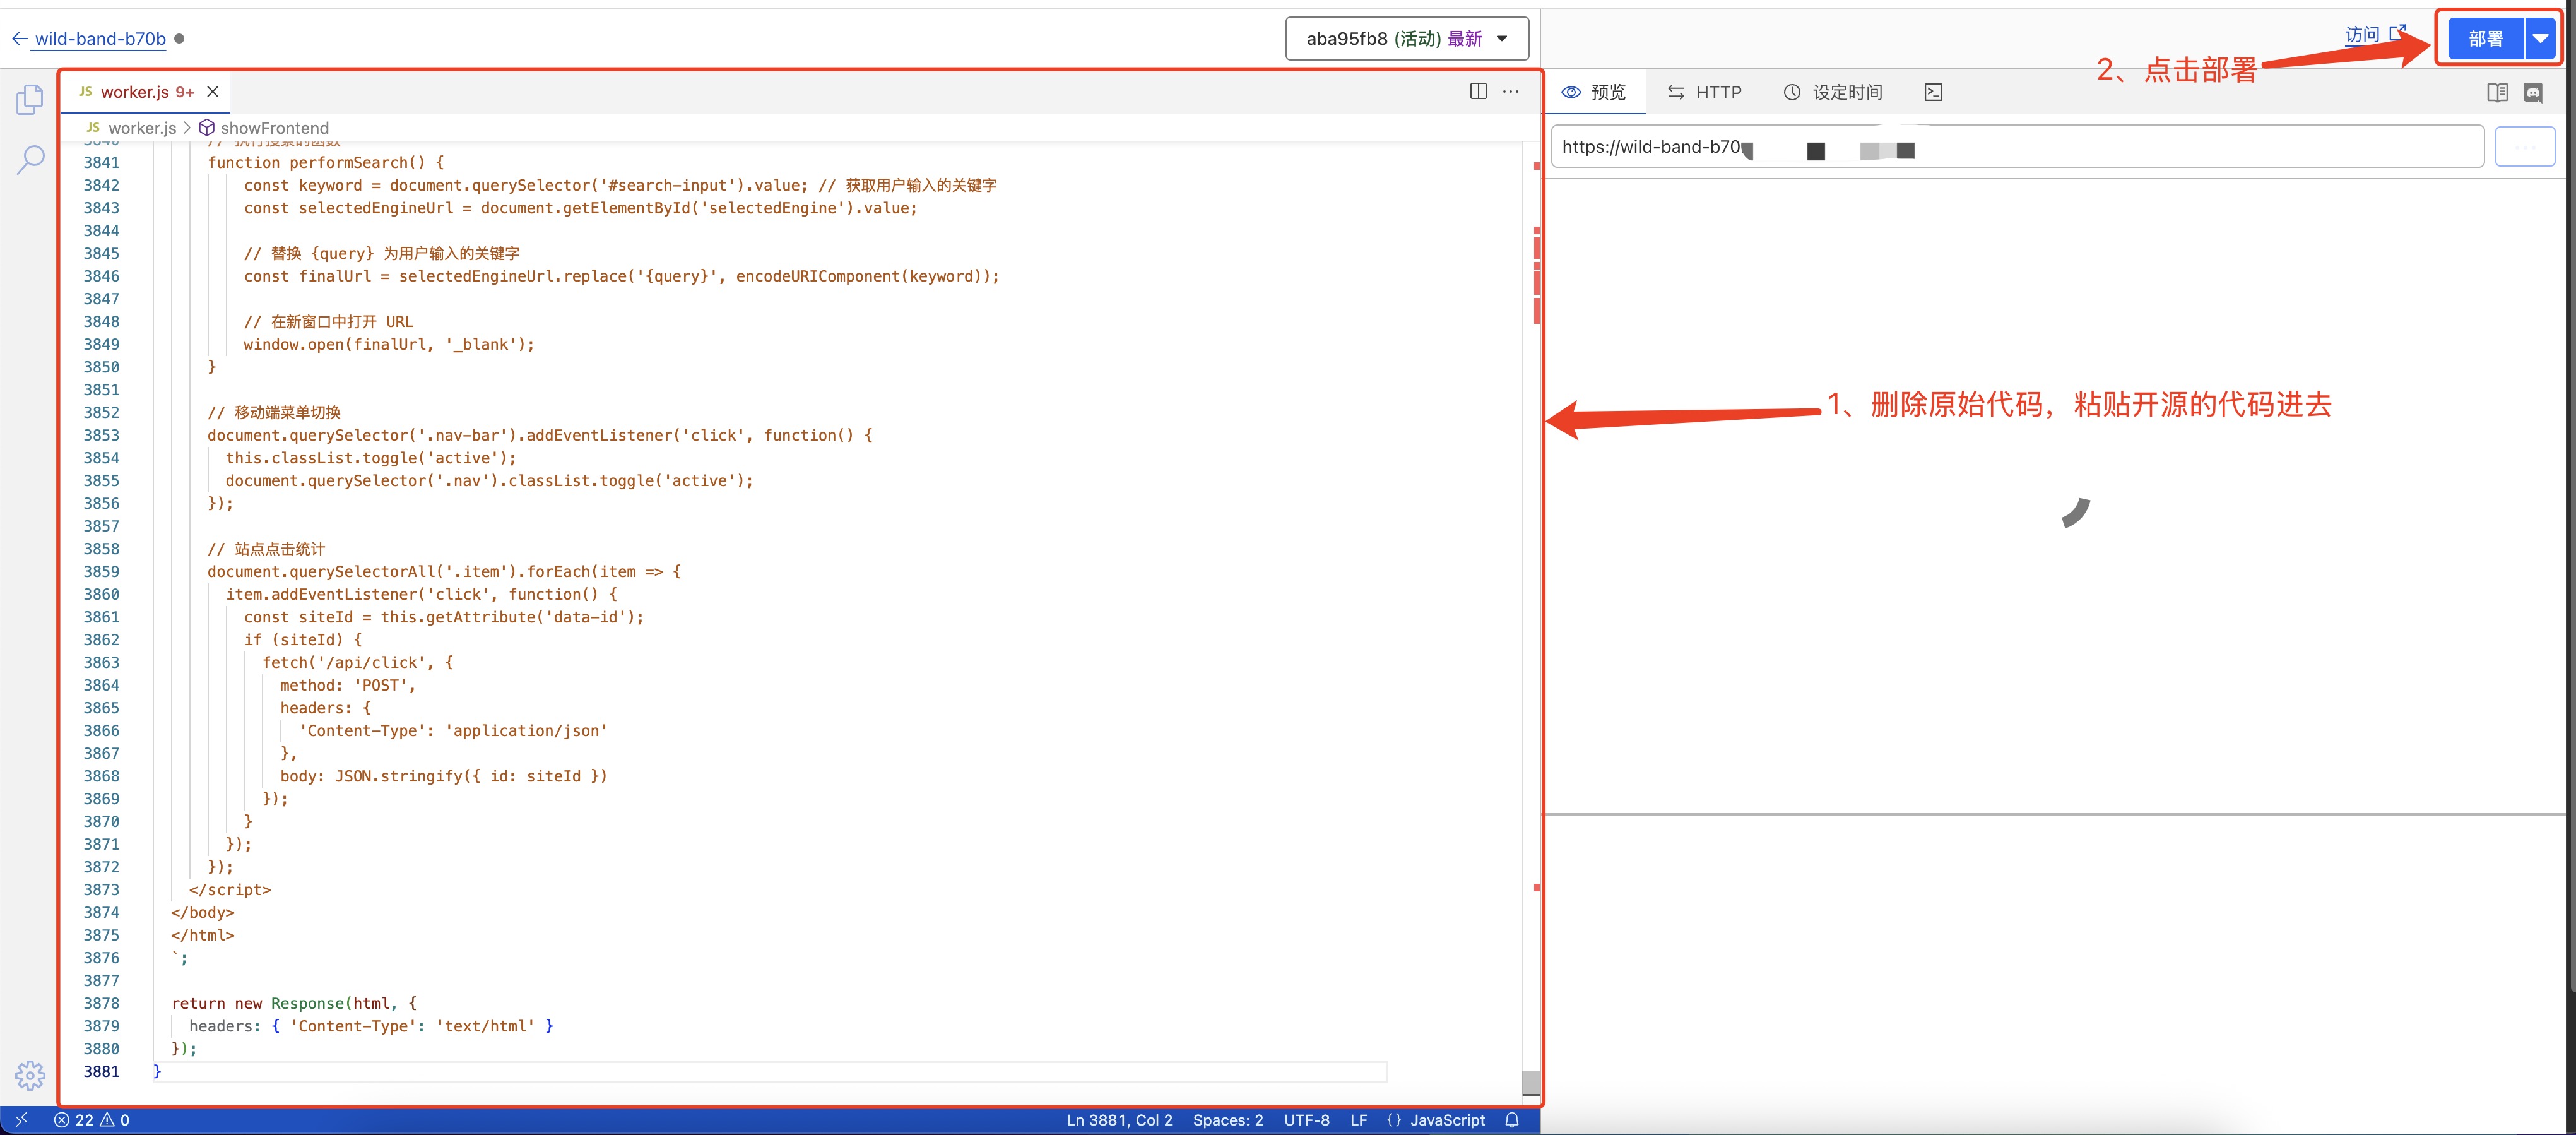 wild-band-b70b
aba95fb8 (活动) 最新
访问
部署
2、点击部署
JS worker.js 9+
预览
HTTP
设定时间
JS worker.js > showFrontend
https://wild-band-b70
3840 // 执行搜索的函数
3841 function performSearch() {
3842 const keyword = document.querySelector('#search-input').value; // 获取用户输入的关键字
3843 const selectedEngineUrl = document.getElementById('selectedEngine').value;
3844
3845 // 替换 {query} 为用户输入的关键字
3846 const finalUrl = selectedEngineUrl.replace('{query}', encodeURIComponent(keyword));
3847
3848 // 在新窗口中打开 URL
3849 window.open(finalUrl, '_blank');
3850 }
3851
3852 // 移动端菜单切换
3853 document.querySelector('.nav-bar').addEventListener('click', function() {
3854 this.classList.toggle('active');
3855 document.querySelector('.nav').classList.toggle('active');
3856 });
3857
3858 // 站点点击统计
3859 document.querySelectorAll('.item').forEach(item => {
3860 item.addEventListener('click', function() {
3861 const siteId = this.getAttribute('data-id');
3862 if (siteId) {
3863 fetch('/api/click', {
3864 method: 'POST',
3865 headers: {
3866 'Content-Type': 'application/json'
3867 },
3868 body: JSON.stringify({ id: siteId })
3869 });
3870 }
3871 });
3872 });
3873 </script>
3874 </body>
3875 </html>
3876 `;
3877
3878 return new Response(html, {
3879 headers: { 'Content-Type': 'text/html' }
3880 });
3881 }
1、删除原始代码，粘贴开源的代码进去
22 0
Ln 3881, Col 2 Spaces: 2 UTF-8 LF {} JavaScript